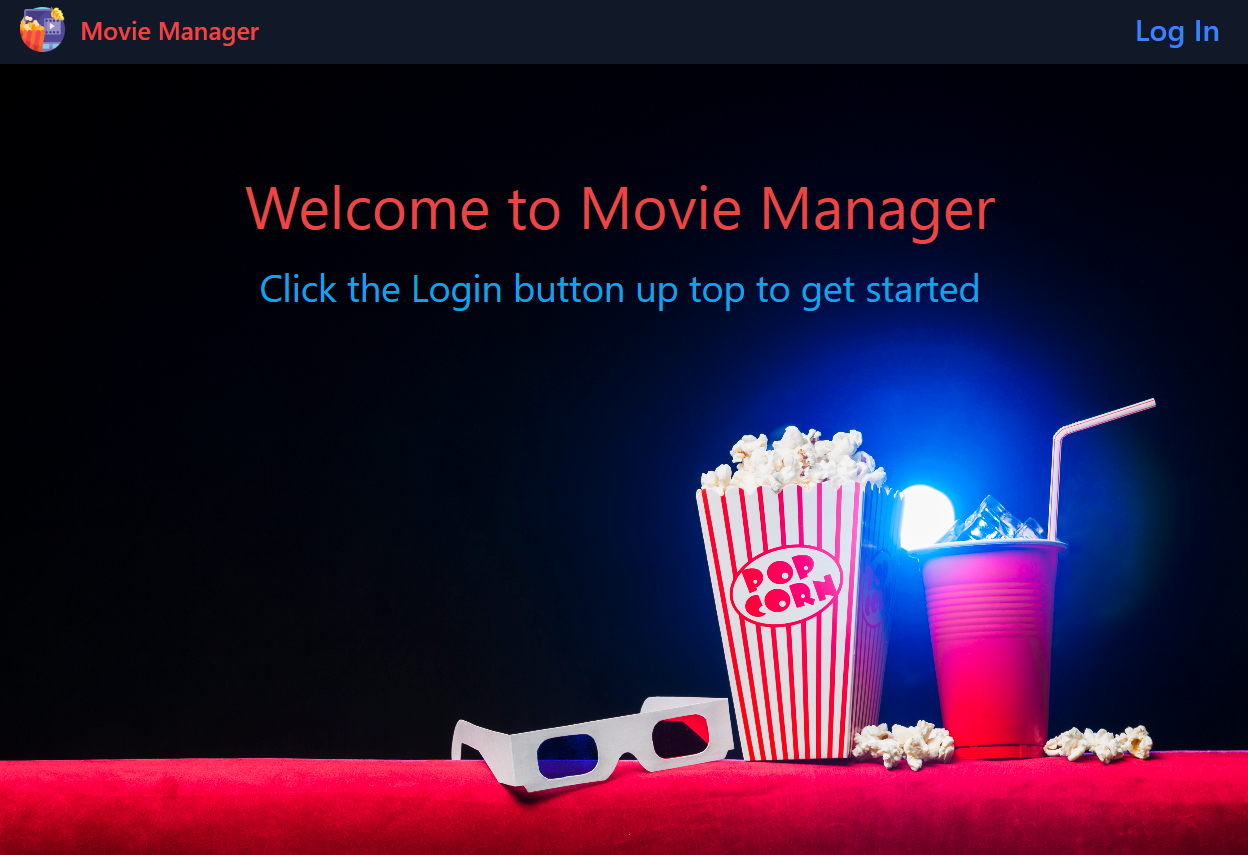 Movie Manager
Log In
Welcome to Movie Manager
Click the Login button up top to get started
POP
CORN